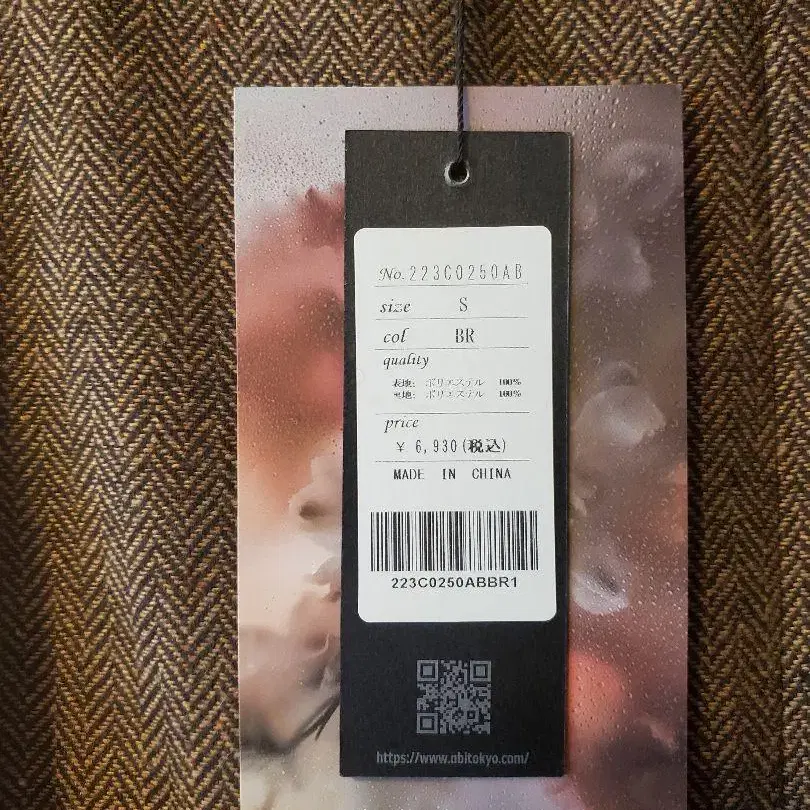 No. 223C0250AB
size S
col BR
quality
表地: ポリエステル 100%
地: ポリエステル 100%
price
¥ 6,930(税込)
MADE IN CHINA
223C0250ABBR1
https://www.abitokyo.com/